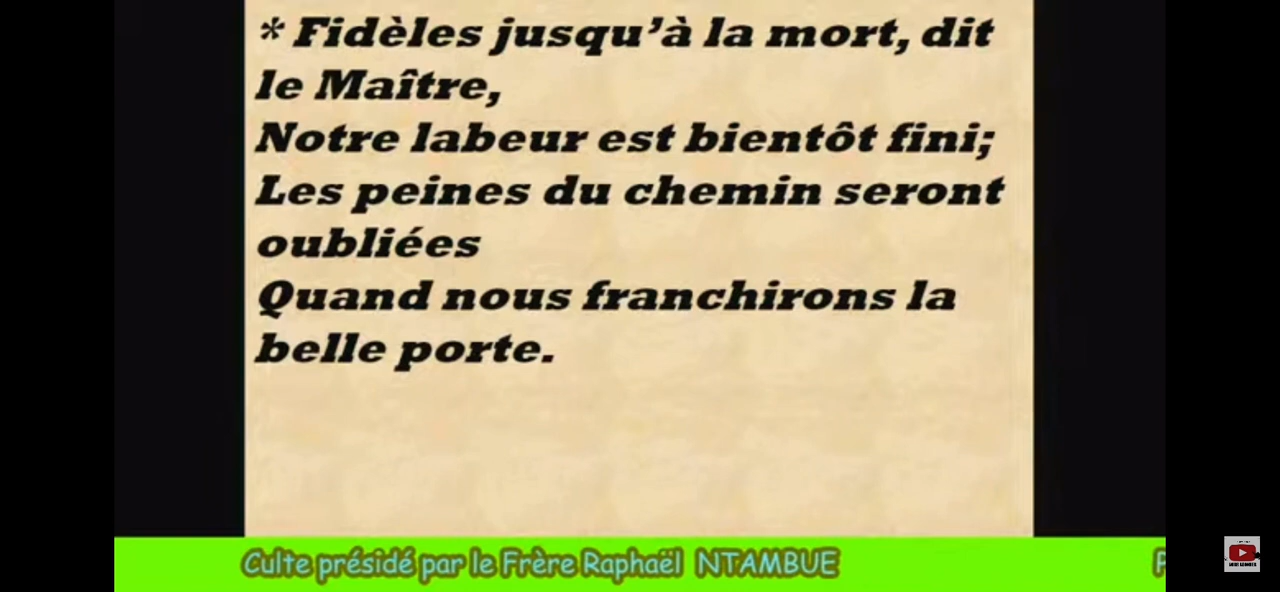 * Fidèles jusqu’à la mort, dit
le Maître,
Notre labeur est bientôt fini;
Les peines du chemin seront
oubliées
Quand nous franchirons la
belle porte.
Culte présidé par le Frère Raphaël NTAMBUE